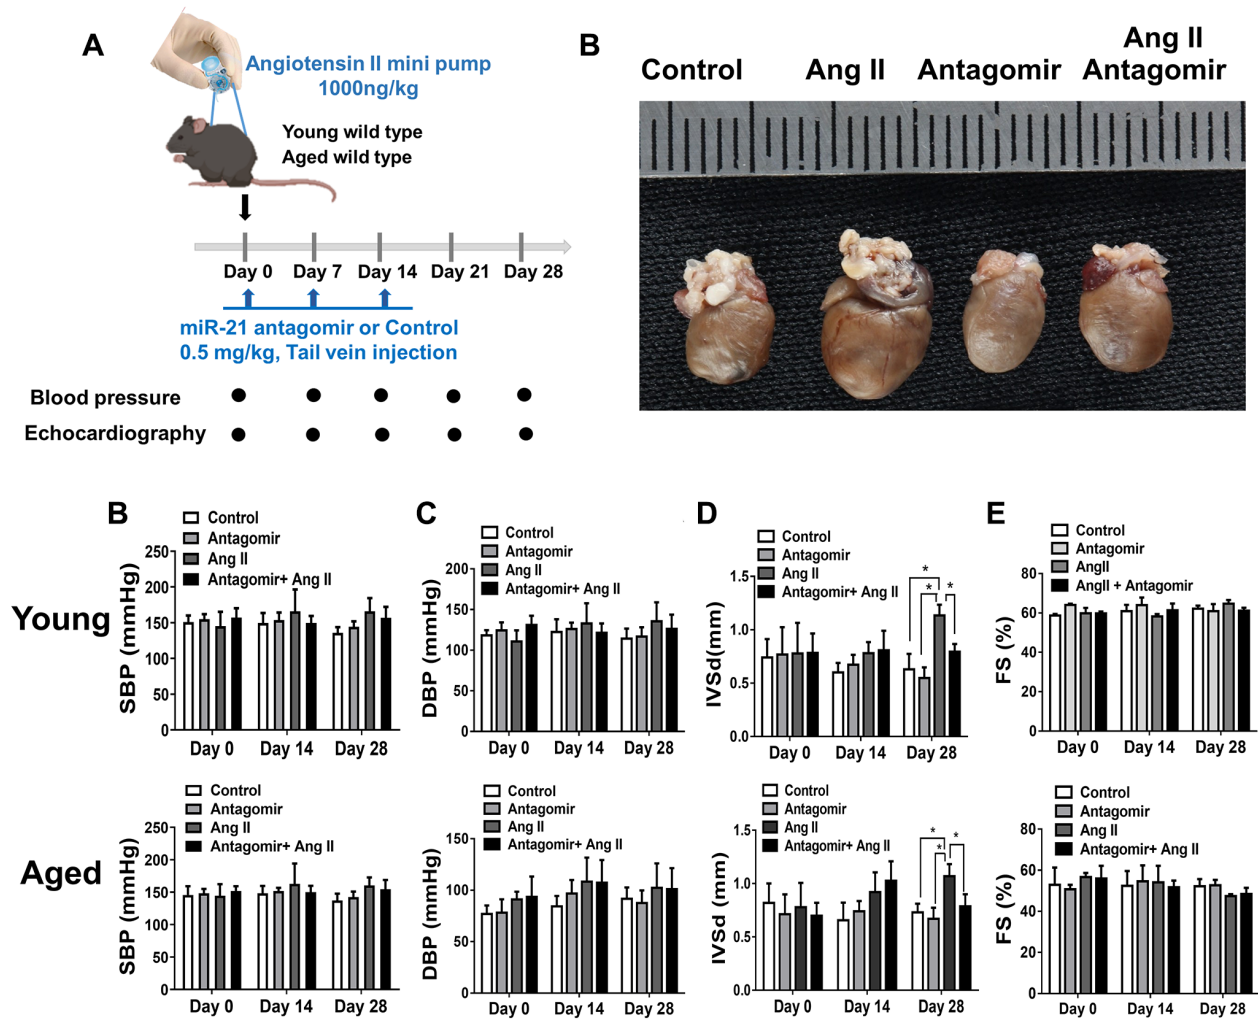 A
Angiotensin II mini pump
1000ng/kg
Young wild type
Aged wild type
Day 0 Day 7 Day 14 Day 21 Day 28
miR-21 antagomir or Control
0.5 mg/kg, Tail vein injection
Blood pressure
Echocardiography
B
Control Ang II Antagomir Ang II
Antagomir
Young
B
Control
Antagomir
Ang II
Antagomir+ Ang II
SBP (mmHg)
250
200
150
100
50
0
Day 0 Day 14 Day 28
C
Control
Antagomir
Ang II
Antagomir+ Ang II
DBP (mmHg)
200
150
100
50
0
Day 0 Day 14 Day 28
D
Control
Antagomir
Ang II
Antagomir+ Ang II
IVSd(mm)
1.5
1.0
0.5
0.0
* * *
Day 0 Day 14 Day 28
E
Control
Antagomir
AngII
AngII + Antagomir
FS (%)
80
60
40
20
0
Day 0 Day 14 Day 28
Aged
Control
Antagomir
Ang II
Antagomir+ Ang II
SBP (mmHg)
250
200
150
100
50
0
Day 0 Day 14 Day 28
Control
Antagomir
Ang II
Antagomir+ Ang II
DBP (mmHg)
150
100
50
0
Day 0 Day 14 Day 28
Control
Antagomir
Ang II
Antagomir+ Ang II
IVSd (mm)
1.5
1.0
0.5
0.0
* * *
Day 0 Day 14 Day 28
Control
Antagomir
Ang II
Antagomir+ Ang II
FS (%)
80
60
40
20
0
Day 0 Day 14 Day 28